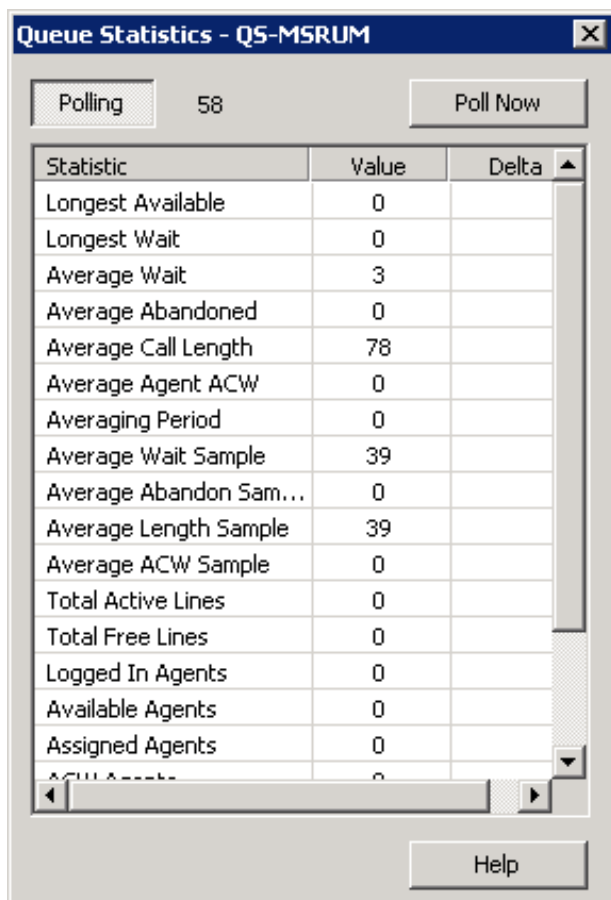 Queue Statistics - QS-MSRUM
Polling 58 Poll Now
Statistic Value Delta
Longest Available 0
Longest Wait 0
Average Wait 3
Average Abandoned 0
Average Call Length 78
Average Agent ACW 0
Averaging Period 0
Average Wait Sample 39
Average Abandon Sam... 0
Average Length Sample 39
Average ACW Sample 0
Total Active Lines 0
Total Free Lines 0
Logged In Agents 0
Available Agents 0
Assigned Agents 0
ACW Agents 0
Help